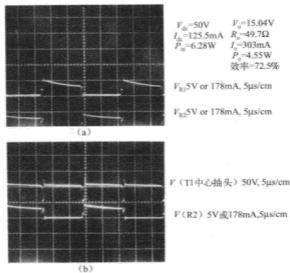 V_dc=50V V_o=15.04V
I_dc=125.5mA R_o=49.7Ω
P_in=6.28W I_o=303mA
P_o=4.55W
效率=72.5%
V_R1 5V or 178mA, 5μs/cm
V_R2 5V or 178mA, 5μs/cm
(a)
V(T1中心抽头)50V, 5μs/cm
V(R2) 5V或178mA,5μs/cm
(b)